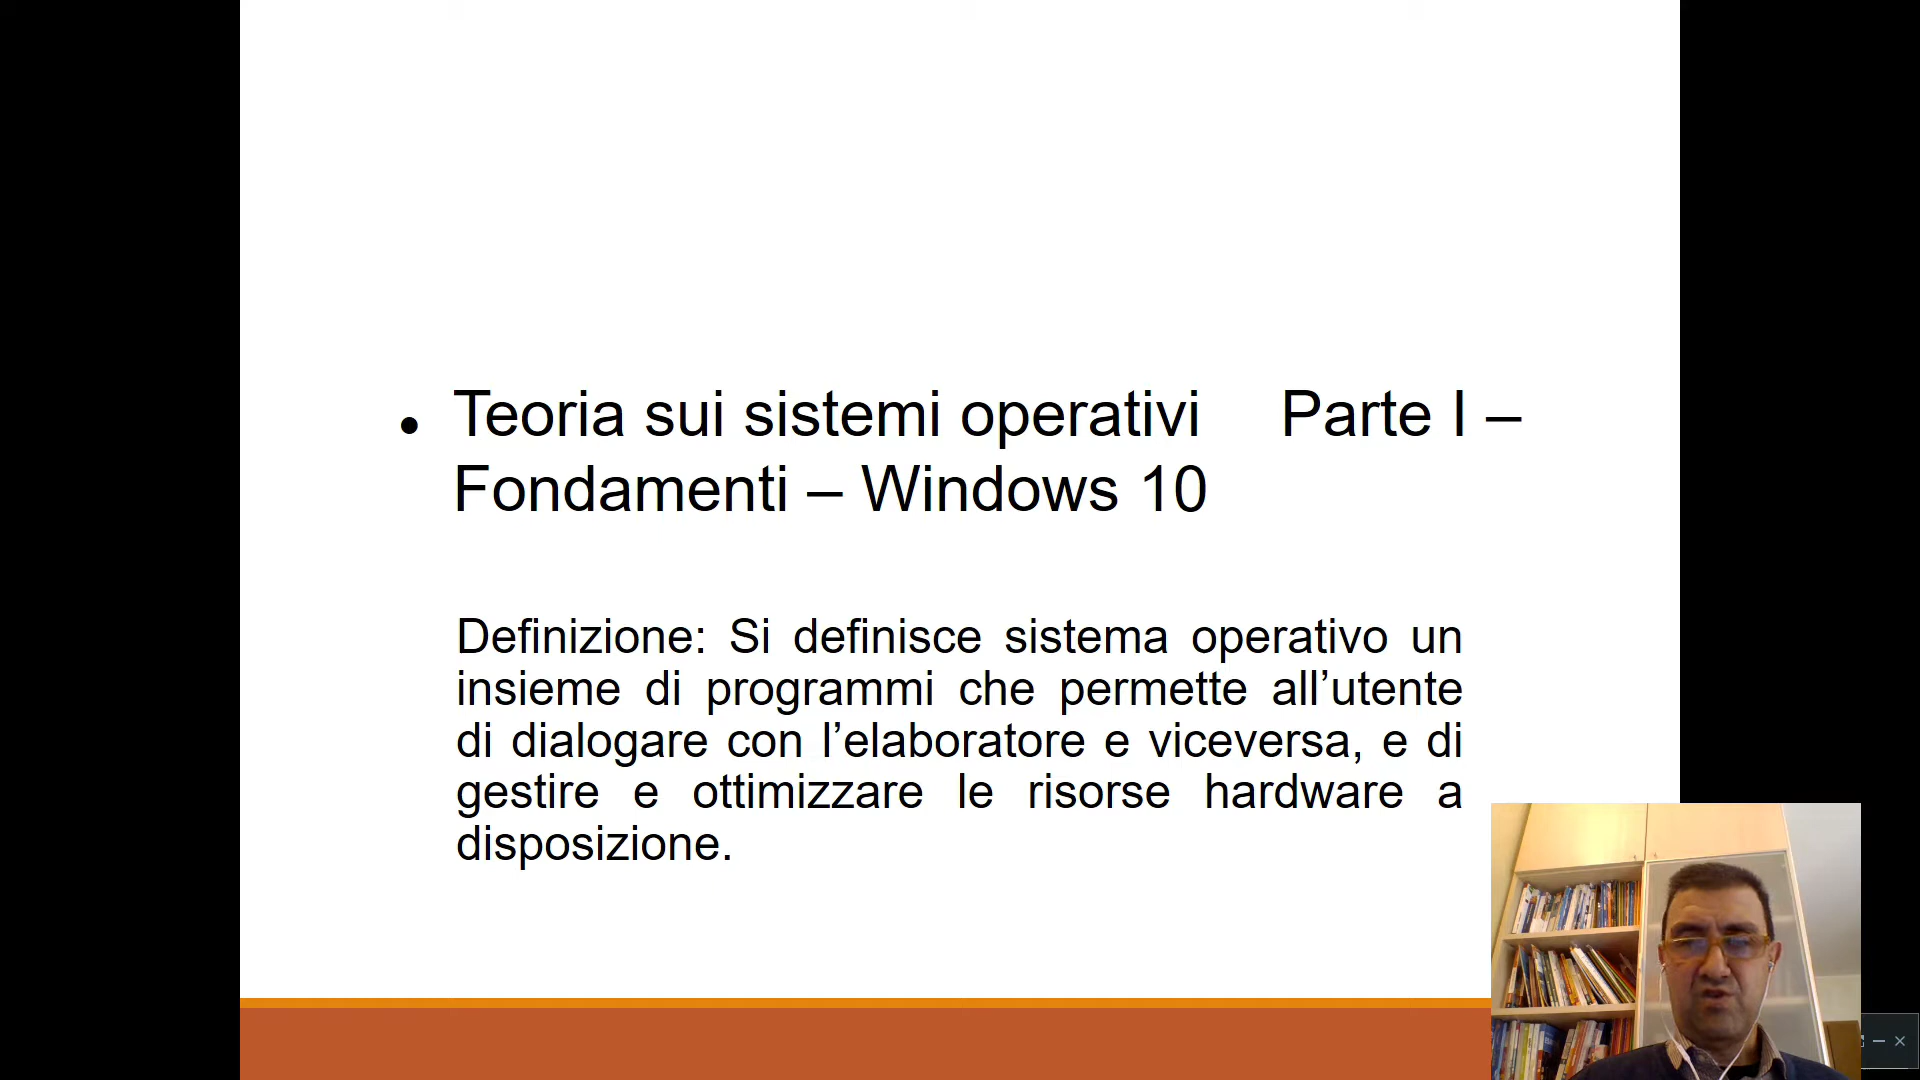 • Teoria sui sistemi operativi Parte I –
Fondamenti – Windows 10
Definizione: Si definisce sistema operativo un
insieme di programmi che permette all’utente
di dialogare con l’elaboratore e viceversa, e di
gestire e ottimizzare le risorse hardware a
disposizione.